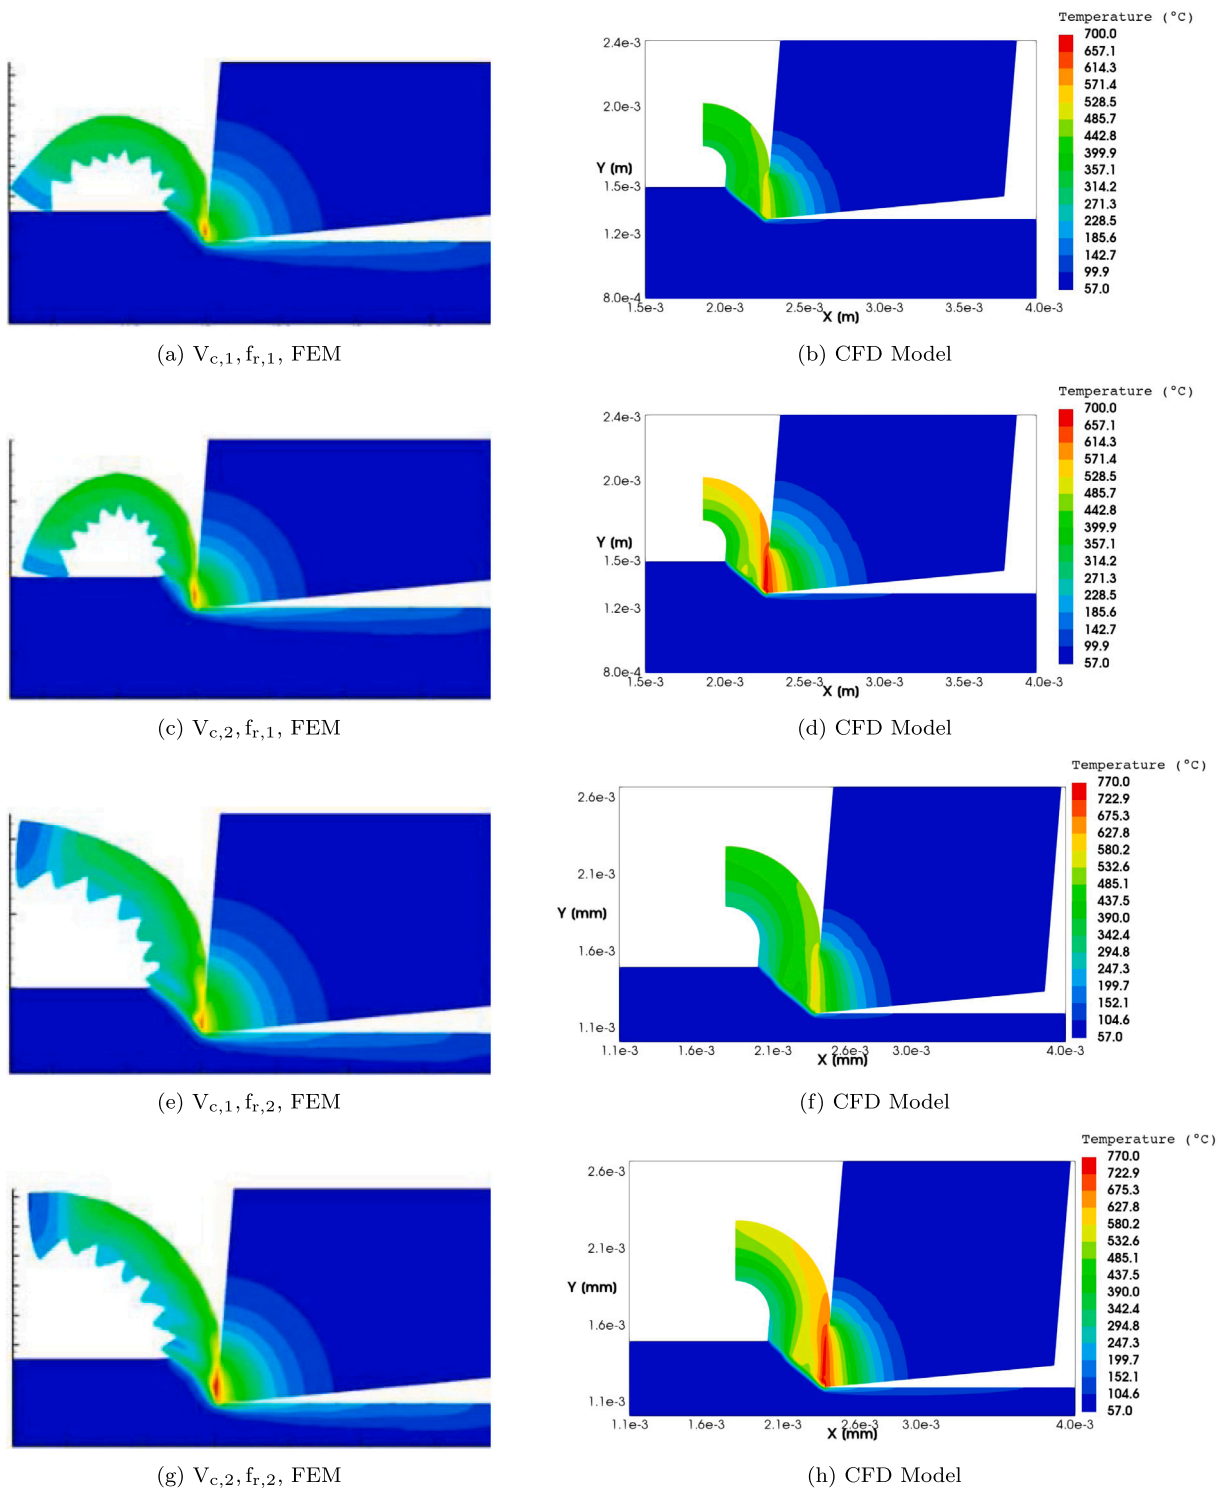 Temperature (°C)
700.0
657.1
614.3
571.4
528.5
485.7
442.8
399.9
357.1
314.2
271.3
228.5
185.6
142.7
99.9
57.0
2.4e-3
2.0e-3
Y (m)
1.5e-3
1.2e-3
8.0e-4
1.5e-3 2.0e-3 2.5e-3 3.0e-3 3.5e-3 4.0e-3
X (m)
(a) Vc,1, fr,1, FEM
(b) CFD Model
Temperature (°C)
700.0
657.1
614.3
571.4
528.5
485.7
442.8
399.9
357.1
314.2
271.3
228.5
185.6
142.7
99.9
57.0
2.4e-3
2.0e-3
Y (m)
1.5e-3
1.2e-3
8.0e-4
1.5e-3 2.0e-3 2.5e-3 3.0e-3 3.5e-3 4.0e-3
X (m)
(c) Vc,2, fr,1, FEM
(d) CFD Model
Temperature (°C)
770.0
722.9
675.3
627.8
580.2
532.6
485.1
437.5
390.0
342.4
294.8
247.3
199.7
152.1
104.6
57.0
2.6e-3
2.1e-3
Y (mm)
1.6e-3
1.1e-3
1.1e-3 1.6e-3 2.1e-3 2.6e-3 3.0e-3 4.0e-3
X (mm)
(e) Vc,1, fr,2, FEM
(f) CFD Model
Temperature (°C)
770.0
722.9
675.3
627.8
580.2
532.6
485.1
437.5
390.0
342.4
294.8
247.3
199.7
152.1
104.6
57.0
2.6e-3
2.1e-3
Y (mm)
1.6e-3
1.1e-3
1.1e-3 1.6e-3 2.1e-3 2.6e-3 3.0e-3 4.0e-3
X (mm)
(g) Vc,2, fr,2, FEM
(h) CFD Model